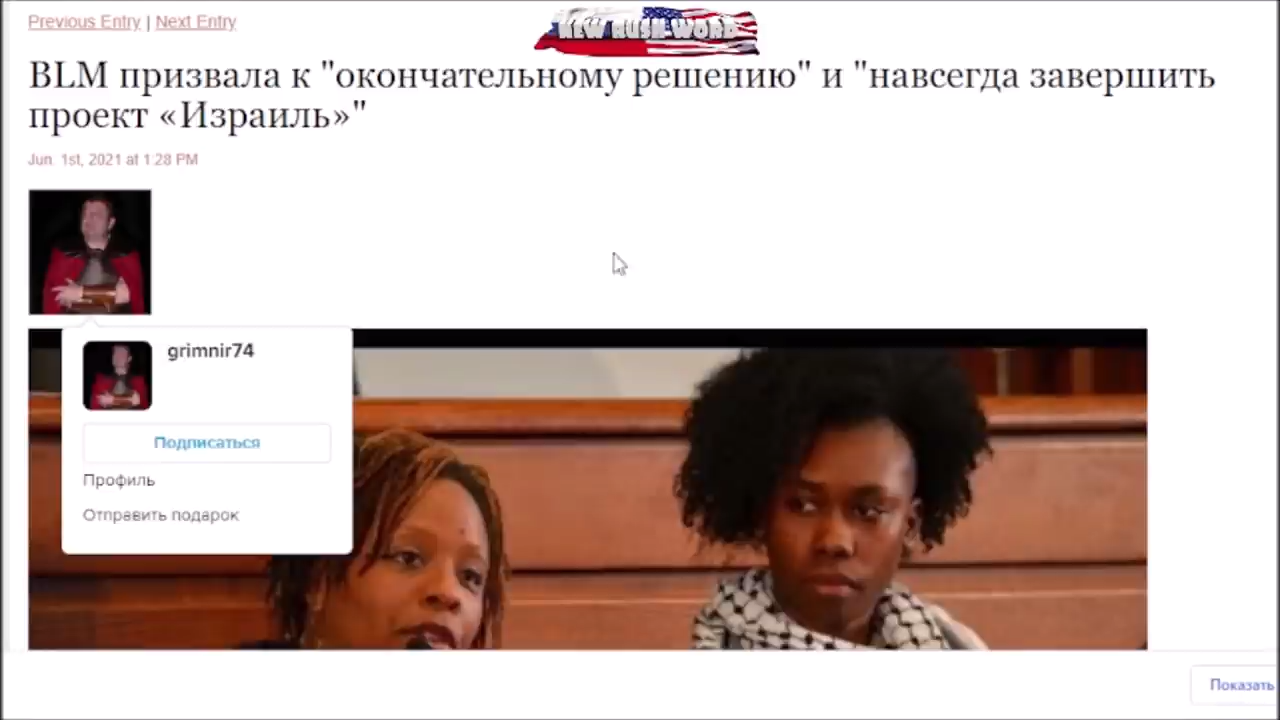 Previous Entry | Next Entry
NEW RUSH WORD
BLM призвала к "окончательному решению" и "навсегда завершить
проект «Израиль»"
Jun. 1st, 2021 at 1:28 PM
grimnir74
Подписаться
Профиль
Отправить подарок
Показать